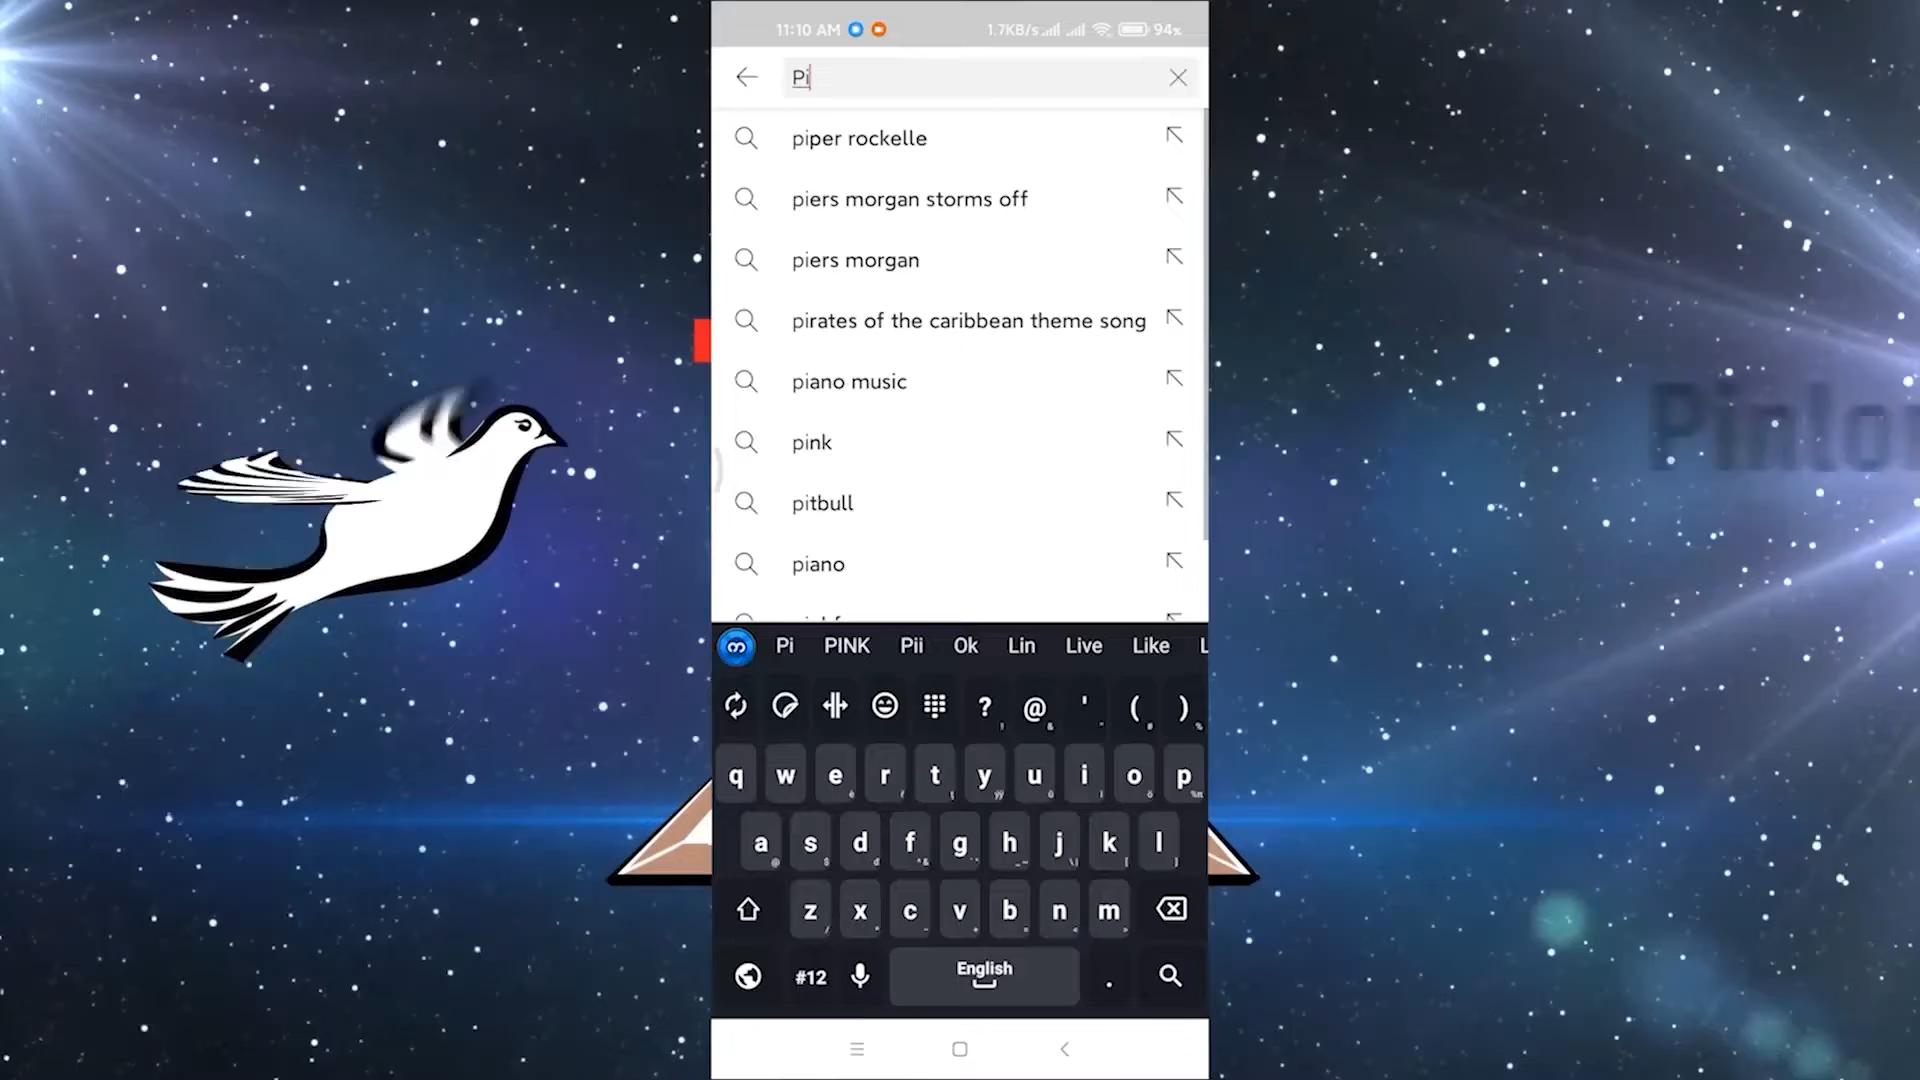 11:10 AM 1.7KB/s 94%
Pi
piper rockelle
piers morgan storms off
piers morgan
pirates of the caribbean theme song
piano music
pink
pitbull
piano
Pinlo
Pi PINK Pii Ok Lin Live Like L
? @ ' ( )
q w e r t y u i o p
a s d f g h j k l
z x c v b n m
#12 English .